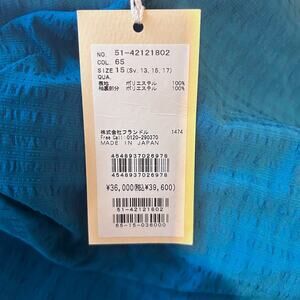 NO. 51-42121802
COL. 65
SIZE 15 (Sv. 13, 15, 17)
QUA.
表地 ポリエステル 100%
袖裏部分 ポリエステル 100%
株式会社フランドル 1474
Free Call: 0120-290370
MADE IN JAPAN
4548937026978
4548937026978
¥36,000(税込¥39,600)
51-42121802
65-15-036000